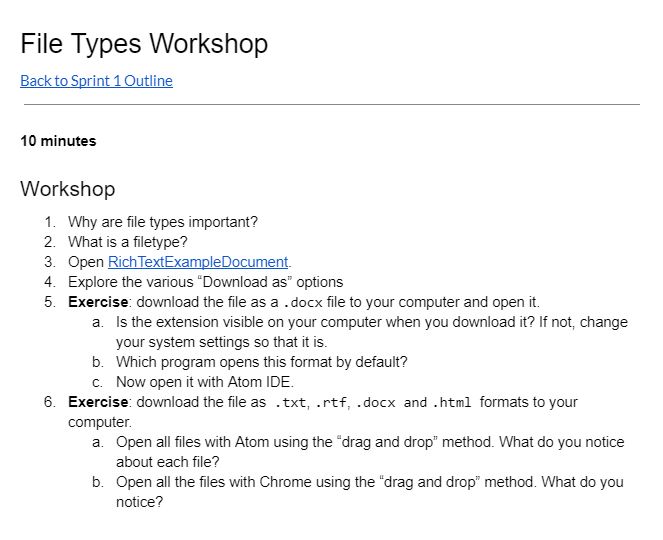 File Types Workshop
Back to Sprint 1 Outline
10 minutes
Workshop
1. Why are file types important?
2. What is a filetype?
3. Open RichTextExampleDocument.
4. Explore the various “Download as” options
5. Exercise: download the file as a .docx file to your computer and open it.
a. Is the extension visible on your computer when you download it? If not, change
your system settings so that it is.
b. Which program opens this format by default?
c. Now open it with Atom IDE.
6. Exercise: download the file as .txt, .rtf, .docx and .html formats to your
computer.
a. Open all files with Atom using the “drag and drop” method. What do you notice
about each file?
b. Open all the files with Chrome using the “drag and drop” method. What do you
notice?